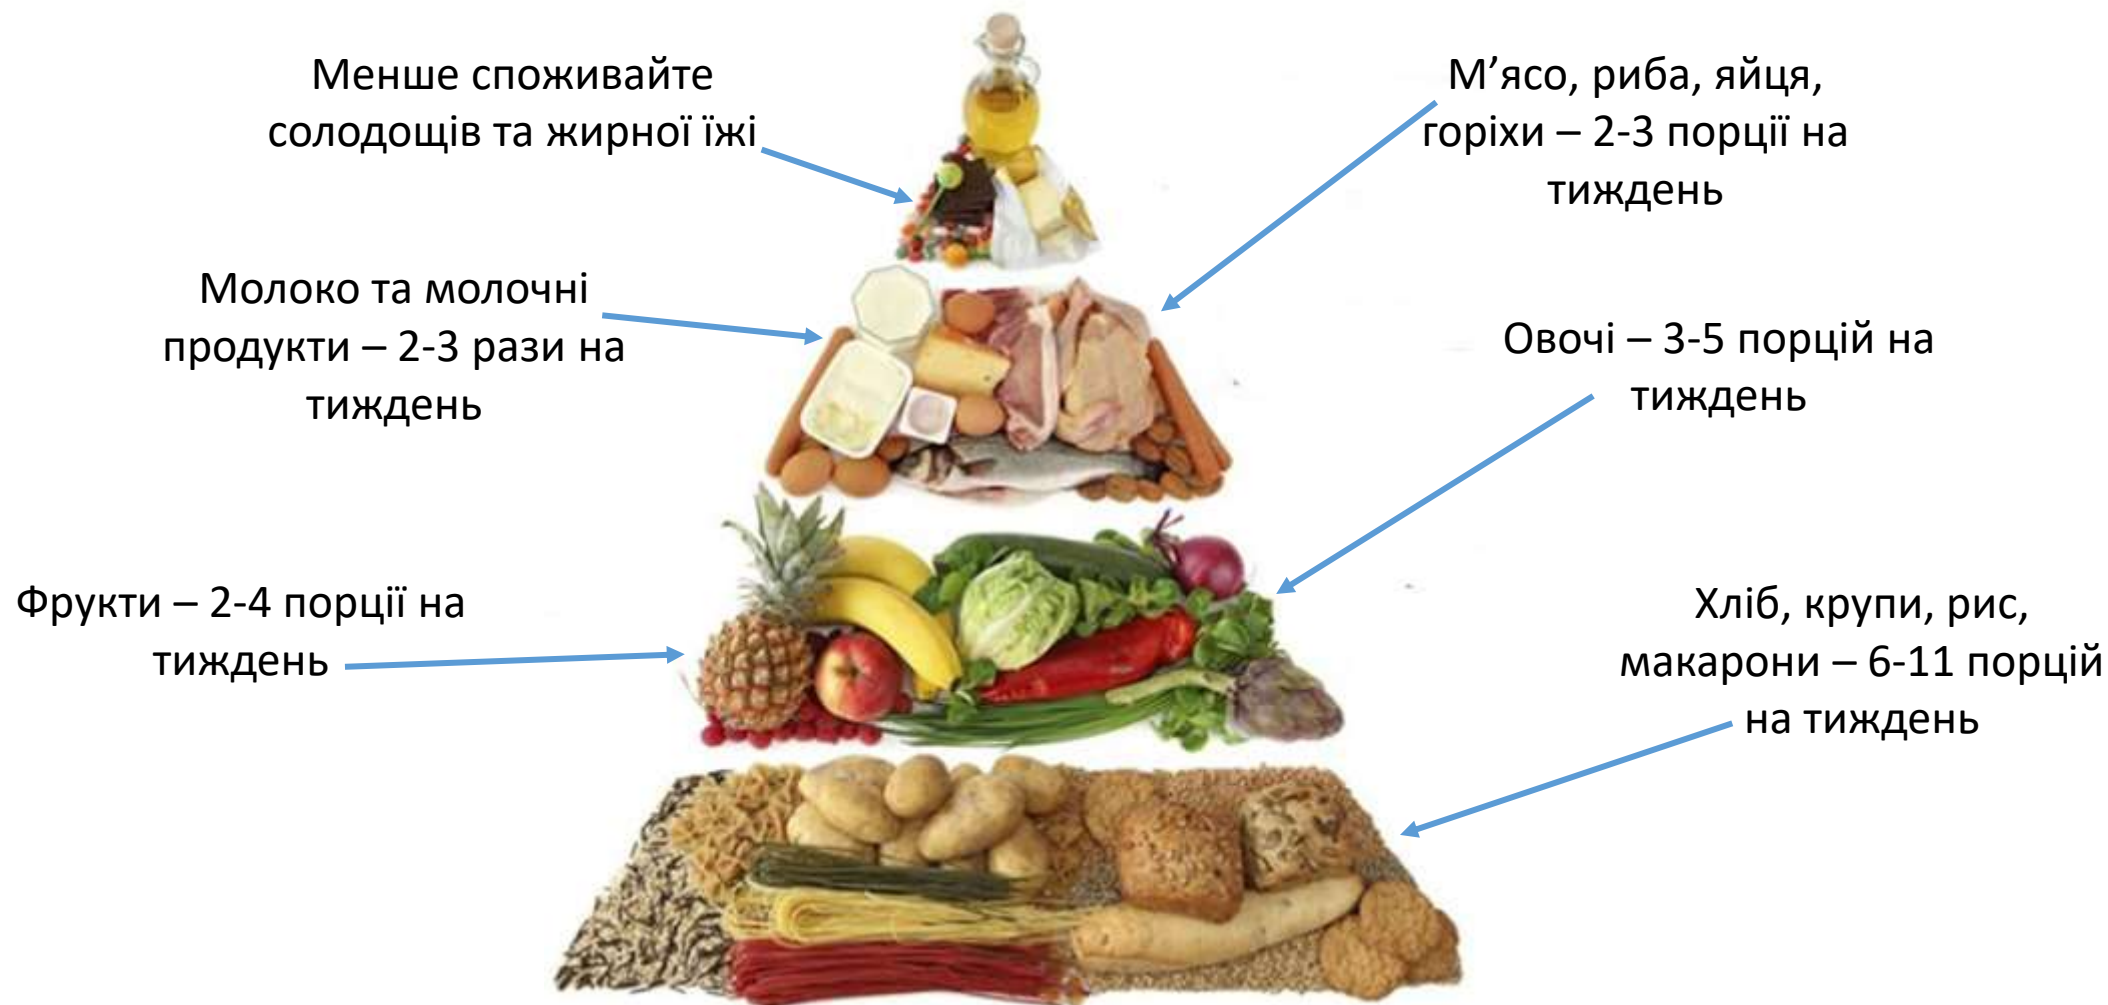 Менше споживайте
солодощів та жирної їжі
М’ясо, риба, яйця,
горіхи – 2-3 порції на
тиждень
Молоко та молочні
продукти – 2-3 рази на
тиждень
Овочі – 3-5 порцій на
тиждень
Фрукти – 2-4 порції на
тиждень
Хліб, крупи, рис,
макарони – 6-11 порцій
на тиждень